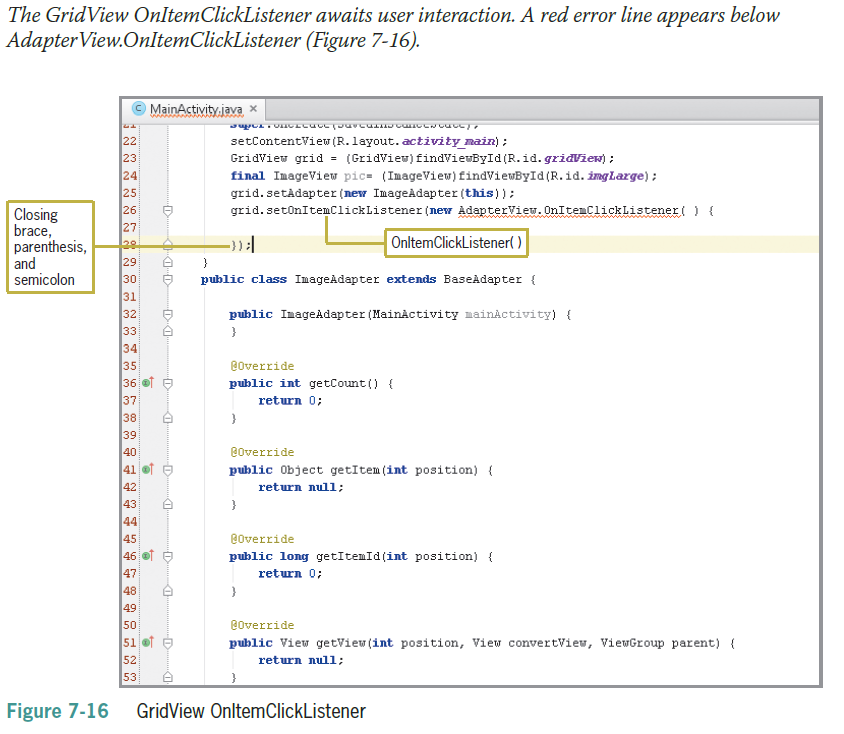 The GridView OnItemClickListener awaits user interaction. A red error line appears below
AdapterView.OnItemClickListener (Figure 7-16).
MainActivity.java ×
21 super.onCreate(savedInstanceState);
22 setContentView(R.layout.activity_main);
23 GridView grid = (GridView)findViewById(R.id.gridView);
24 final ImageView pic= (ImageView)findViewById(R.id.imgLarge);
25 grid.setAdapter(new ImageAdapter(this));
26 grid.setOnItemClickListener(new AdapterView.OnItemClickListener( ) {
27
28 });
29 }
30 public class ImageAdapter extends BaseAdapter {
31
32 public ImageAdapter(MainActivity mainActivity) {
33 }
34
35 @Override
36 public int getCount() {
37 return 0;
38 }
39
40 @Override
41 public Object getItem(int position) {
42 return null;
43 }
44
45 @Override
46 public long getItemId(int position) {
47 return 0;
48 }
49
50 @Override
51 public View getView(int position, View convertView, ViewGroup parent) {
52 return null;
53 }
Closing
brace,
parenthesis,
and
semicolon
OnItemClickListener( )
Figure 7-16 GridView OnItemClickListener